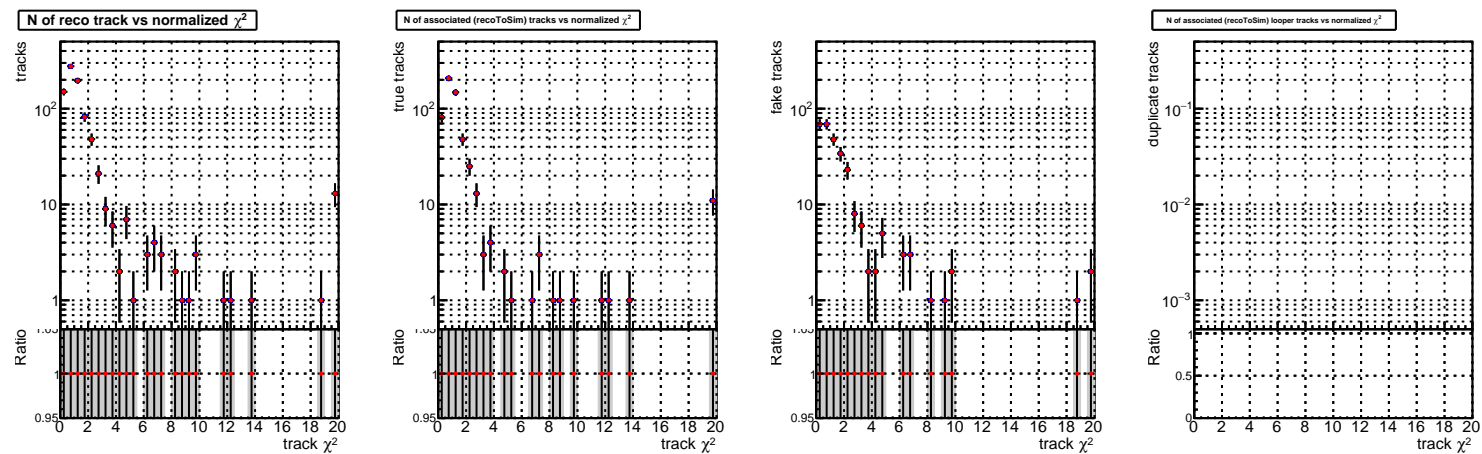 N of reco track vs normalized χ²
tracks
10²
10
1
1.05
Ratio
1
0.95
0 2 4 6 8 10 12 14 16 18 20
track χ²
N of associated (recoToSim) tracks vs normalized χ²
true tracks
10²
10
1
1.05
Ratio
1
0.95
0 2 4 6 8 10 12 14 16 18 20
track χ²
fake tracks
10²
10
1
1.05
Ratio
1
0.95
0 2 4 6 8 10 12 14 16 18 20
track χ²
N of associated (recoToSim) looper tracks vs normalized χ²
duplicate tracks
10⁻¹
10⁻²
10⁻³
Ratio
1
0.5
0
0 2 4 6 8 10 12 14 16 18 20
track χ²